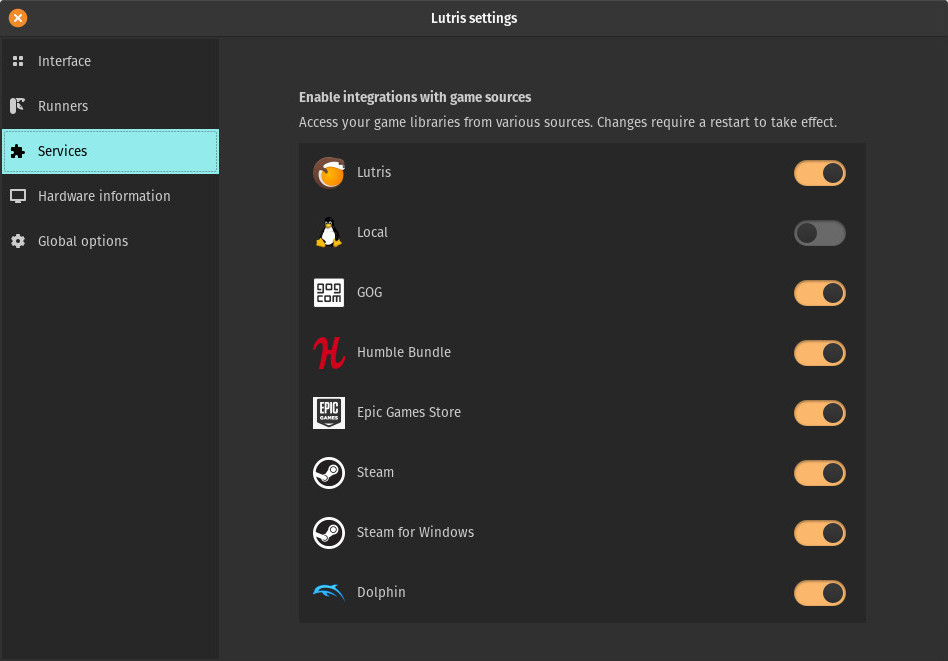 Lutris settings
Interface
Runners
Services
Hardware information
Global options
Enable integrations with game sources
Access your game libraries from various sources. Changes require a restart to take effect.
Lutris
Local
gog
com
GOG
H
Humble Bundle
EPIC
GAMES
Epic Games Store
Steam
Steam for Windows
Dolphin